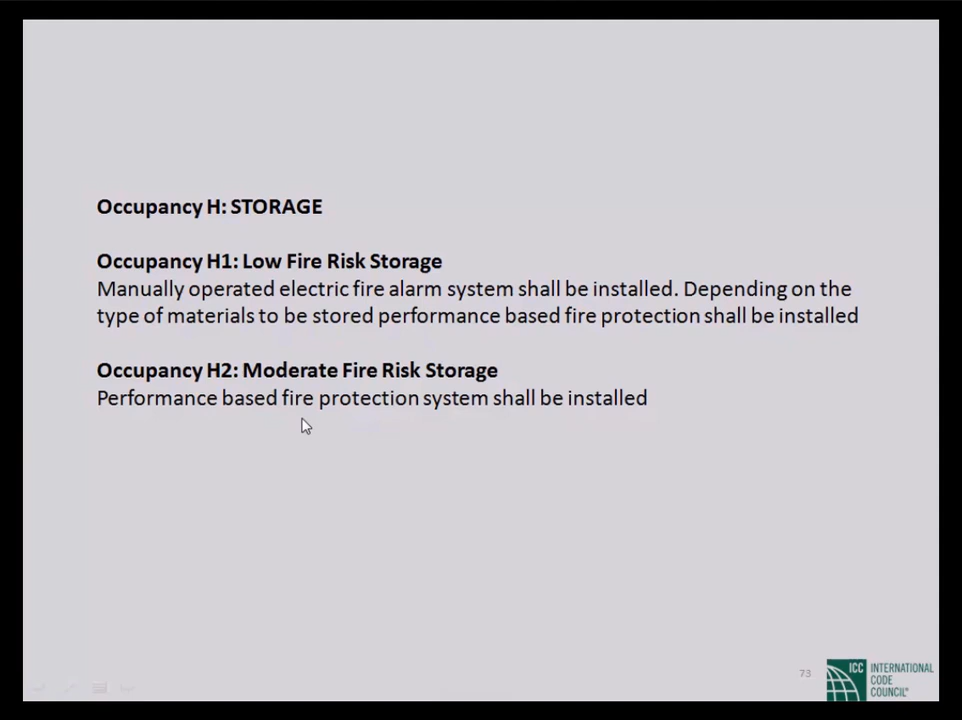 Occupancy H: STORAGE
Occupancy H1: Low Fire Risk Storage
Manually operated electric fire alarm system shall be installed. Depending on the
type of materials to be stored performance based fire protection shall be installed
Occupancy H2: Moderate Fire Risk Storage
Performance based fire protection system shall be installed
73
ICC
INTERNATIONAL
CODE
COUNCIL®